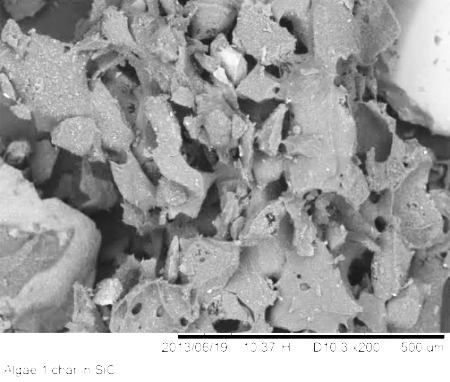 2013/06/19 10:37 H D10.3 x200 500 um
Algae 1 char in SiC